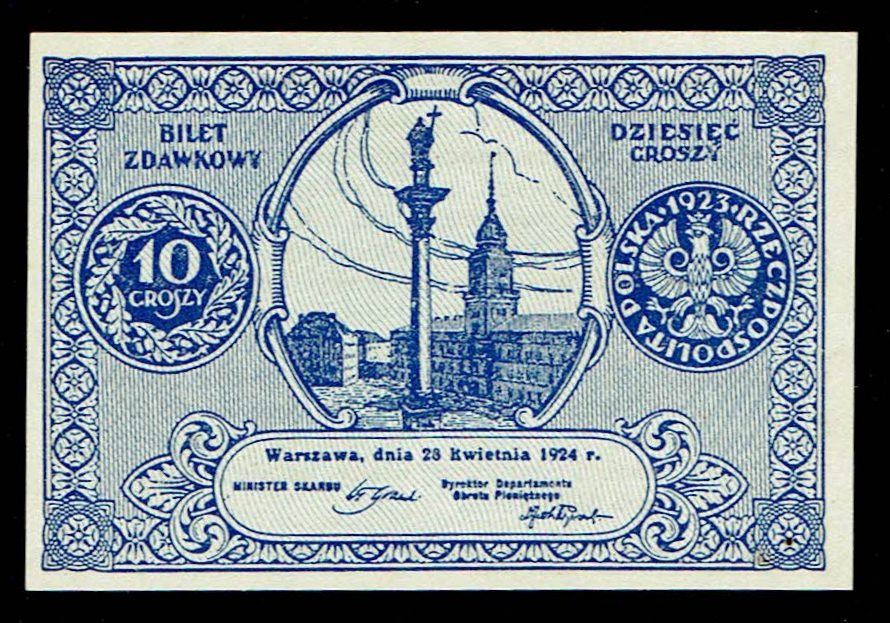 BILET
ZDAWKOWY
DZIESIĘĆ
GROSZY
10
GROSZY
POLSKA•1923•RZECZPOSPOLITA
Warszawa, dnia 28 Kwietnia 1924 r.
MINISTER SKARBU
Dyrektor Departamentu
Obrotu Pieniężnego